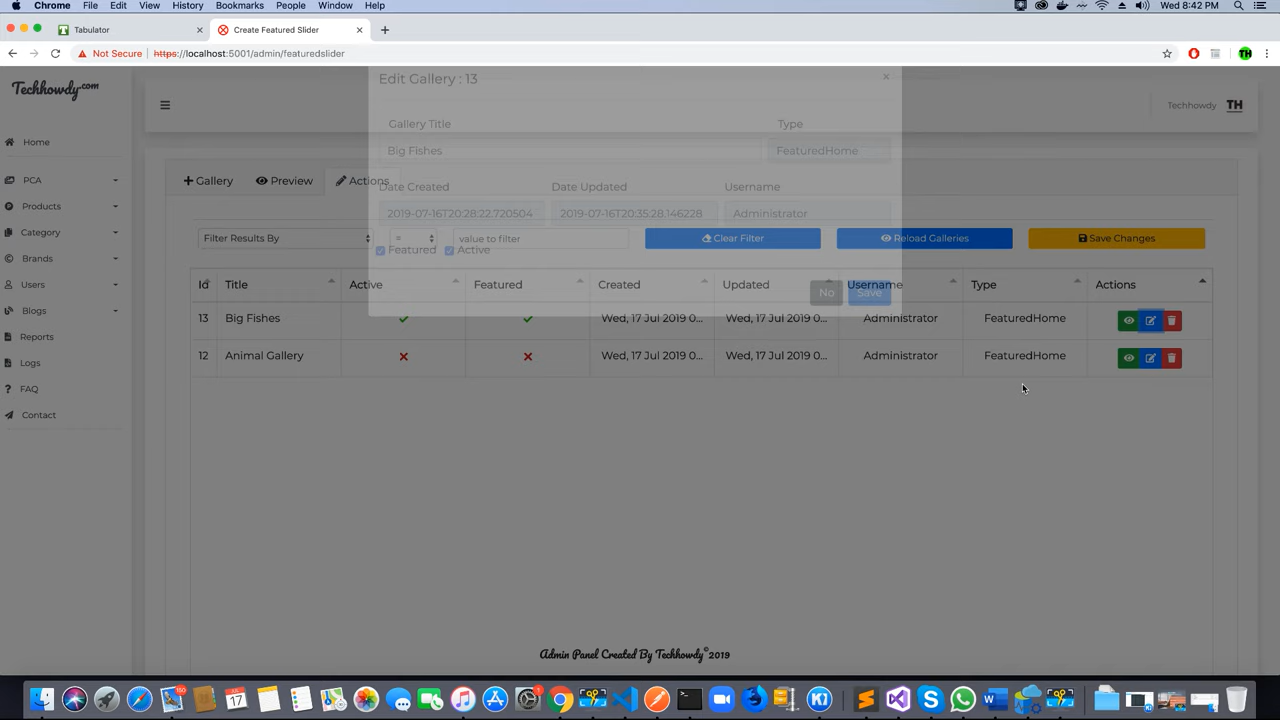 Chrome File Edit View History Bookmarks People Window Help Wed 8:42 PM
Tabulator Create Featured Slider
Not Secure https://localhost:5001/admin/featuredslider
Techhowdy.com
Edit Gallery : 13
Techhowdy TH
Gallery Title Type
Big Fishes FeaturedHome
Home
PCA
Products
Category
Brands
Users
Blogs
Reports
Logs
FAQ
Contact
Gallery Preview Actions
Date Created Date Updated Username
2019-07-16T20:28:22.720504 2019-07-16T20:35:28.146228 Administrator
Filter Results By = value to filter Clear Filter Reload Galleries Save Changes
Featured Active
No Save
Id Title Active Featured Created Updated Username Type Actions
13 Big Fishes Wed, 17 Jul 2019 0... Wed, 17 Jul 2019 0... Administrator FeaturedHome
12 Animal Gallery Wed, 17 Jul 2019 0... Wed, 17 Jul 2019 0... Administrator FeaturedHome
Admin Panel Created By Techhowdy©2019